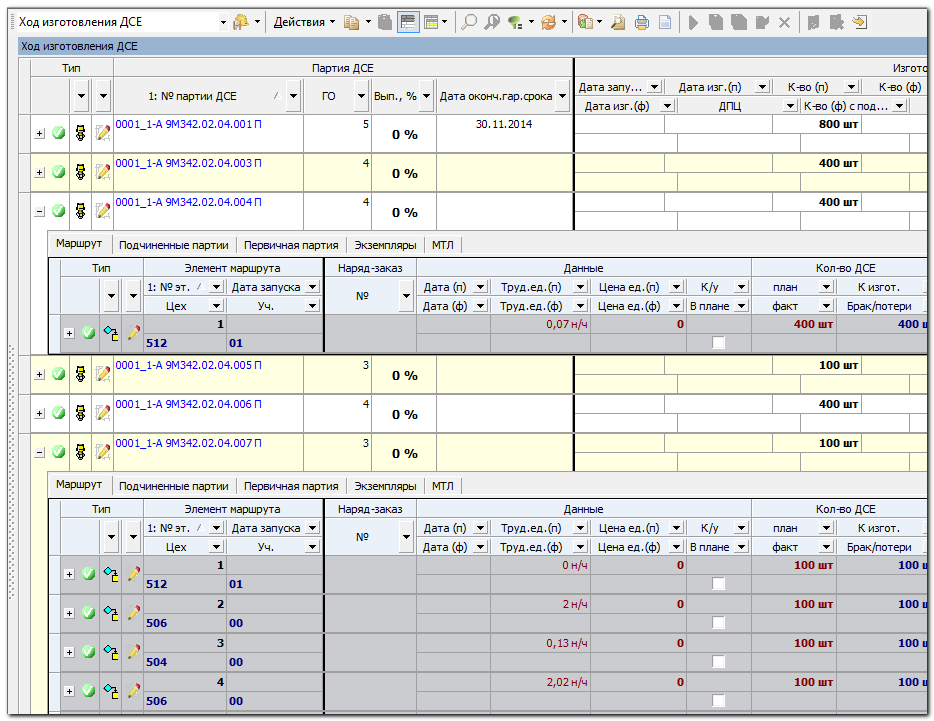 Ход изготовления ДСЕ Действия
Ход изготовления ДСЕ
Тип Партия ДСЕ Изгото
1: № партии ДСЕ ГО Вып., % Дата оконч.гар.срока Дата запу... Дата изг.(п) К-во (п) К-во (ф)
Дата изг.(ф) ДПЦ К-во (ф) с под...
0001_1-А 9М342.02.04.001 П 5 0 % 30.11.2014 800 шт
0001_1-А 9М342.02.04.003 П 4 0 % 400 шт
0001_1-А 9М342.02.04.004 П 4 0 % 400 шт
Маршрут Подчиненные партии Первичная партия Экземпляры МТЛ
Тип Элемент маршрута Наряд-заказ Данные Кол-во ДСЕ
1: № эт. Дата запуска № Дата (п) Труд.ед.(п) Цена ед.(п) К/у план К изгот.
Цех Уч. Дата (ф) Труд.ед.(ф) Цена ед.(ф) В плане факт Брак/потери
1 0,07 н/ч 0 400 шт 400 ш
512 01
0001_1-А 9М342.02.04.005 П 3 0 % 100 шт
0001_1-А 9М342.02.04.006 П 4 0 % 400 шт
0001_1-А 9М342.02.04.007 П 3 0 % 100 шт
Маршрут Подчиненные партии Первичная партия Экземпляры МТЛ
Тип Элемент маршрута Наряд-заказ Данные Кол-во ДСЕ
1: № эт. Дата запуска № Дата (п) Труд.ед.(п) Цена ед.(п) К/у план К изгот.
Цех Уч. Дата (ф) Труд.ед.(ф) Цена ед.(ф) В плане факт Брак/потери
1 0 н/ч 0 100 шт 100 ш
512 01
2 2 н/ч 0 100 шт 100 ш
506 00
3 0,13 н/ч 0 100 шт 100 ш
504 00
4 2,02 н/ч 0 100 шт 100 ш
506 00